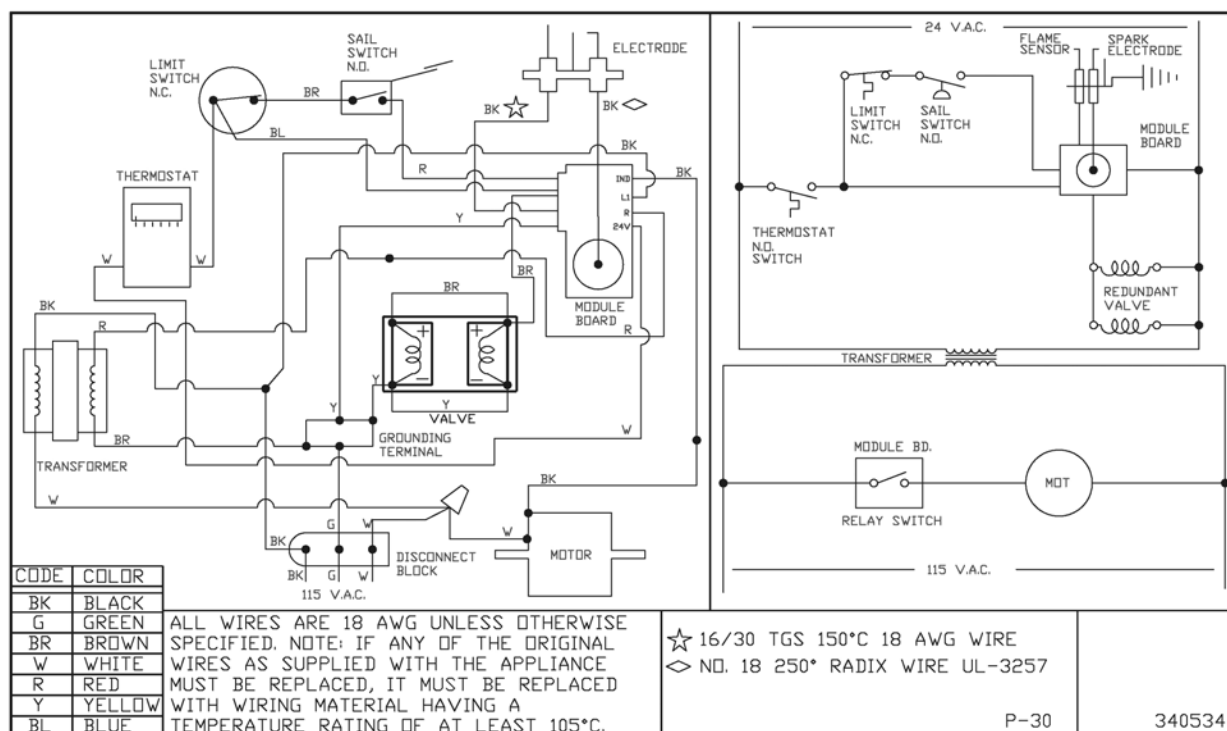 LIMIT
SWITCH
N.C.
SAIL
SWITCH
N.O.
ELECTRODE
BR
BK
BK
BL
BK
R
IND
BK
L1
R
24V
THERMOSTAT
Y
W
W
BR
MODULE
BOARD
BK
R
BR
R
+
+
-
-
Y
Y
Y
VALVE
W
BR
GROUNDING
TERMINAL
TRANSFORMER
BK
W
G
W
W
BK
DISCONNECT
BLOCK
MOTOR
BK
G
W
115 V.A.C.
24 V.A.C.
FLAME
SENSOR
SPARK
ELECTRODE
LIMIT
SWITCH
N.C.
SAIL
SWITCH
N.O.
MODULE
BOARD
THERMOSTAT
N.O.
SWITCH
REDUNDANT
VALVE
TRANSFORMER
MODULE BD.
MOT
RELAY SWITCH
115 V.A.C.
CODE COLOR
BK BLACK
G GREEN
BR BROWN
W WHITE
R RED
Y YELLOW
BL BLUE
ALL WIRES ARE 18 AWG UNLESS OTHERWISE
SPECIFIED. NOTE: IF ANY OF THE ORIGINAL
WIRES AS SUPPLIED WITH THE APPLIANCE
MUST BE REPLACED, IT MUST BE REPLACED
WITH WIRING MATERIAL HAVING A
TEMPERATURE RATING OF AT LEAST 105°C.
16/30 TGS 150°C 18 AWG WIRE
NO. 18 250° RADIX WIRE UL-3257
P-30
340534